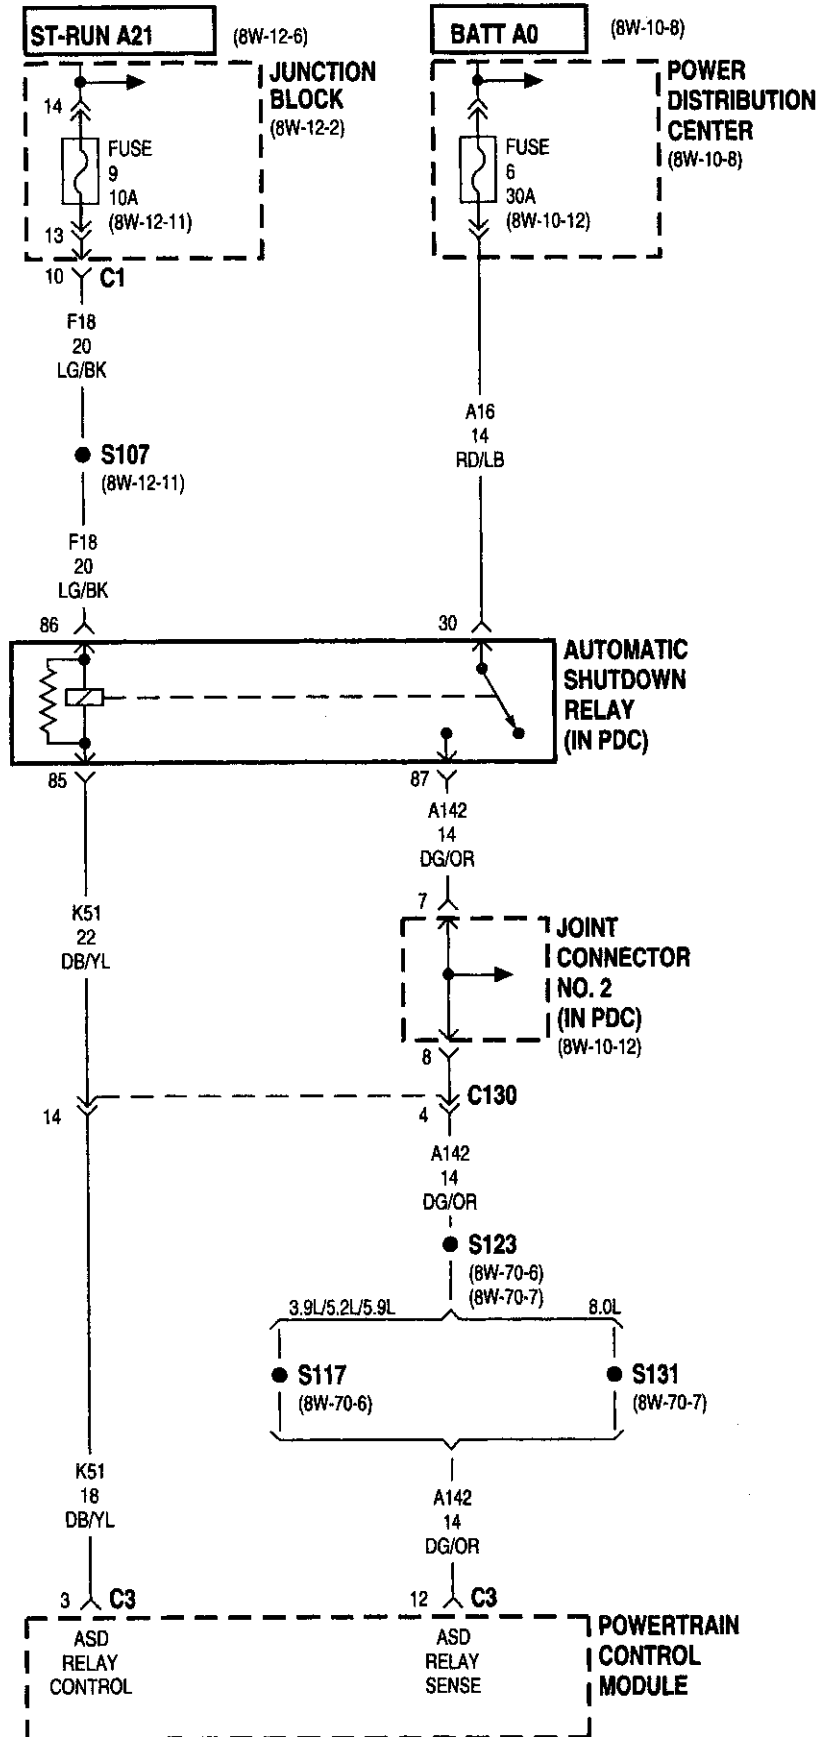 ST-RUN A21
(8W-12-6)
BATT A0
(8W-10-8)
JUNCTION
BLOCK
(8W-12-2)
14
FUSE
9
10A
(8W-12-11)
13
10
C1
POWER
DISTRIBUTION
CENTER
(8W-10-8)
FUSE
6
30A
(8W-10-12)
F18
20
LG/BK
S107
(8W-12-11)
F18
20
LG/BK
86
A16
14
RD/LB
30
AUTOMATIC
SHUTDOWN
RELAY
(IN PDC)
85
87
A142
14
DG/OR
7
K51
22
DB/YL
JOINT
CONNECTOR
NO. 2
(IN PDC)
(8W-10-12)
8
14
4
C130
A142
14
DG/OR
S123
(8W-70-6)
(8W-70-7)
3.9L/5.2L/5.9L
8.0L
S117
(8W-70-6)
S131
(8W-70-7)
K51
18
DB/YL
A142
14
DG/OR
3
C3
12
C3
ASD
RELAY
CONTROL
ASD
RELAY
SENSE
POWERTRAIN
CONTROL
MODULE